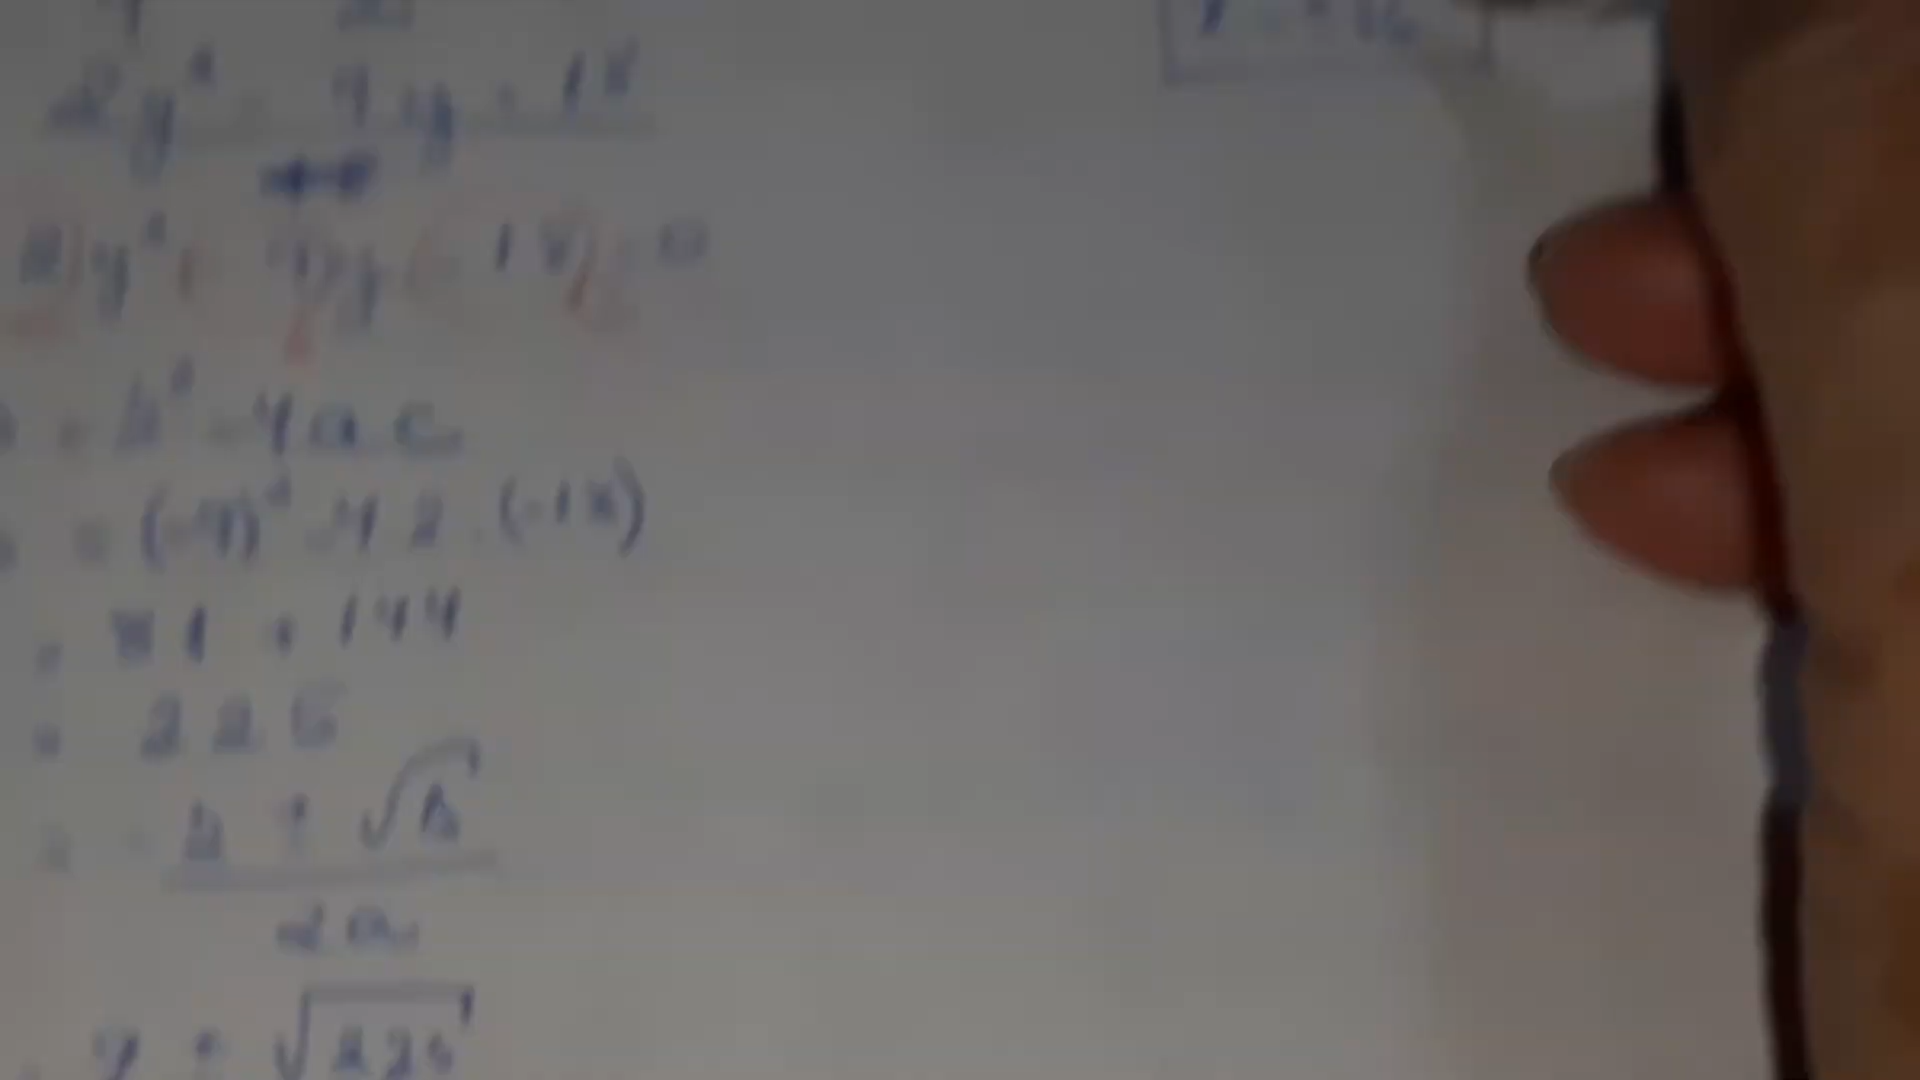 2y² = 9y + 18
2y² - 9y - 18 = 0
= b² - 4ac
= (-9)² - 4 2 . (-18)
= 81 + 144
= 225
= - b ± √Δ
2a
9 ± √225